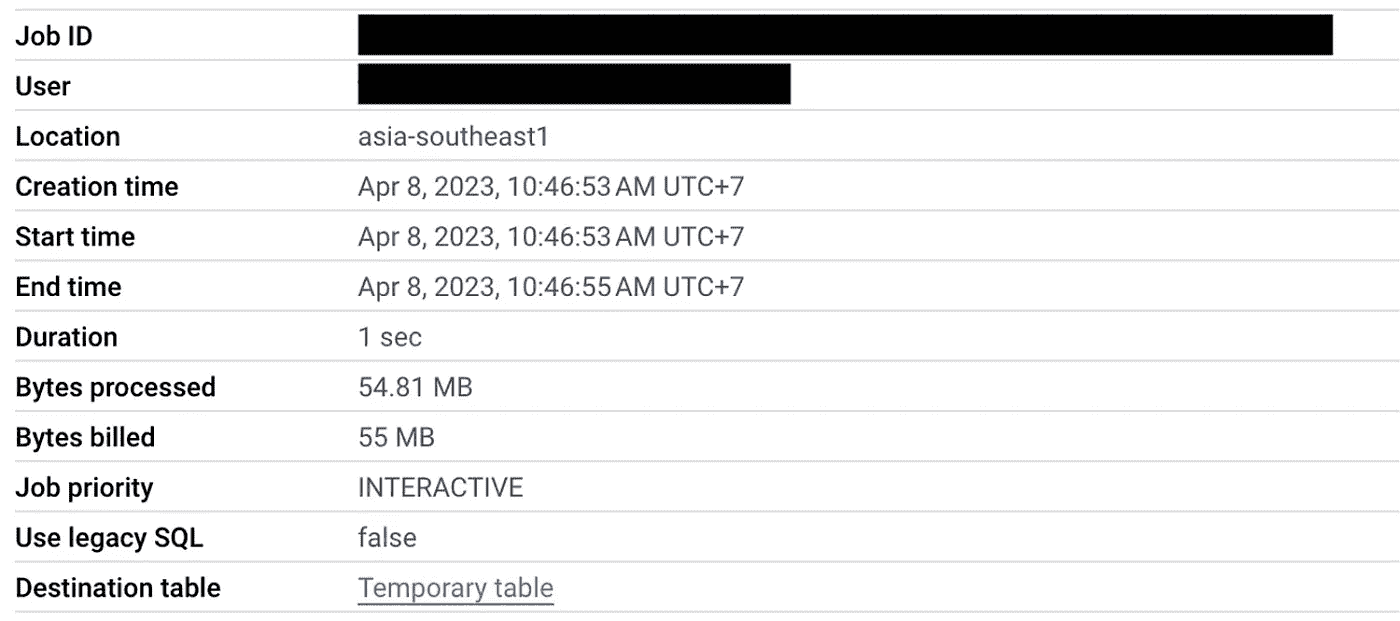 Job ID
User
Location asia-southeast1
Creation time Apr 8, 2023, 10:46:53 AM UTC+7
Start time Apr 8, 2023, 10:46:53 AM UTC+7
End time Apr 8, 2023, 10:46:55 AM UTC+7
Duration 1 sec
Bytes processed 54.81 MB
Bytes billed 55 MB
Job priority INTERACTIVE
Use legacy SQL false
Destination table Temporary table